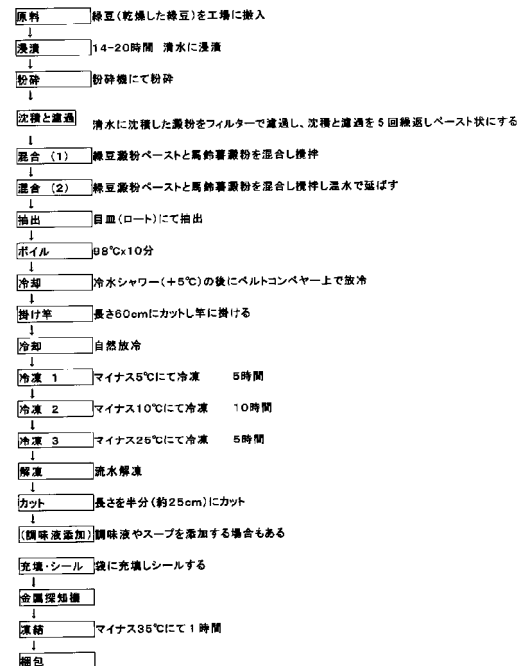 原料 緑豆(乾燥した緑豆)を工場に搬入
↓
浸漬 14-20時間 清水に浸漬
↓
粉砕 粉砕機にて粉砕
↓
沈積と濾過 清水に沈積した澱粉をフィルターで濾過し、沈積と濾過を5回繰返しペースト状にする
↓
混合 (1) 緑豆澱粉ペーストと馬鈴薯澱粉を混合し攪拌
↓
混合 (2) 緑豆澱粉ペーストと馬鈴薯澱粉を混合し攪拌し温水で延ばす
↓
抽出 目皿(ロート)にて抽出
↓
ボイル 98℃x10分
↓
冷却 冷水シャワー(+5℃)の後にベルトコンベヤー上で放冷
↓
掛け竿 長さ60cmにカットし竿に掛ける
↓
冷却 自然放冷
↓
冷凍 1 マイナス5℃にて冷凍 5時間
↓
冷凍 2 マイナス10℃にて冷凍 10時間
↓
冷凍 3 マイナス25℃にて冷凍 5時間
↓
解凍 流水解凍
↓
カット 長さを半分(約25cm)にカット
↓
(調味液添加) 調味液やスープを添加する場合もある
充填・シール 袋に充填しシールする
↓
金属探知機
↓
凍結 マイナス35℃にて1時間
↓
梱包